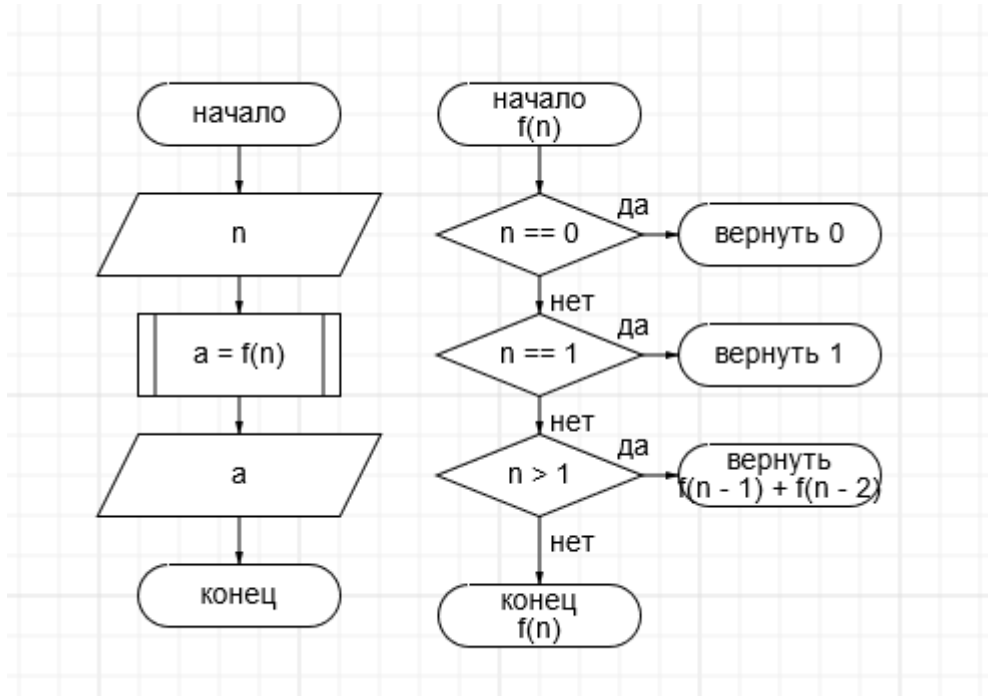 начало
n
a = f(n)
a
конец
начало
f(n)
n == 0
да
вернуть 0
нет
n == 1
да
вернуть 1
нет
n > 1
да
вернуть
f(n - 1) + f(n - 2)
нет
конец
f(n)